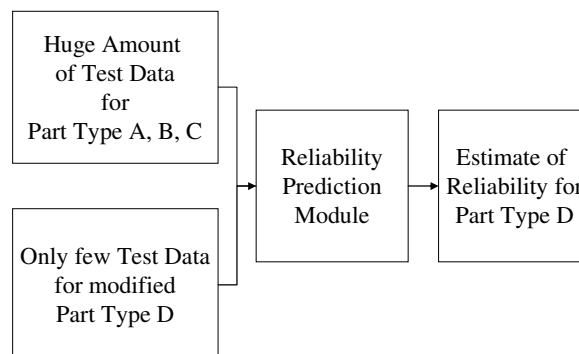 Huge Amount
of Test Data
for
Part Type A, B, C
Only few Test Data
for modified
Part Type D
Reliability
Prediction
Module
Estimate of
Reliability for
Part Type D